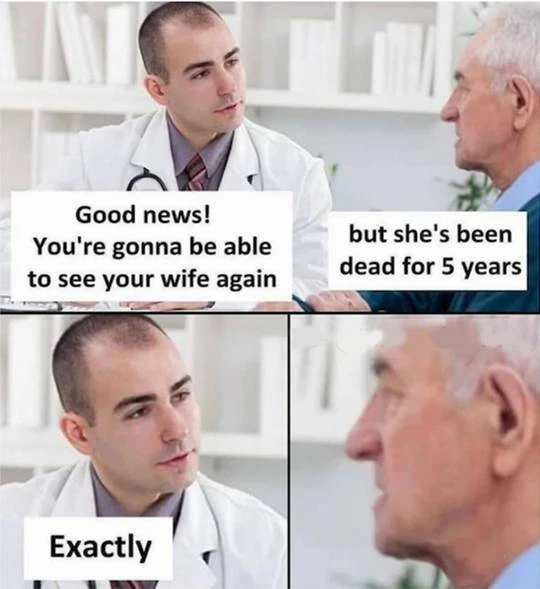 Good news!
You're gonna be able
to see your wife again
but she's been
dead for 5 years
Exactly